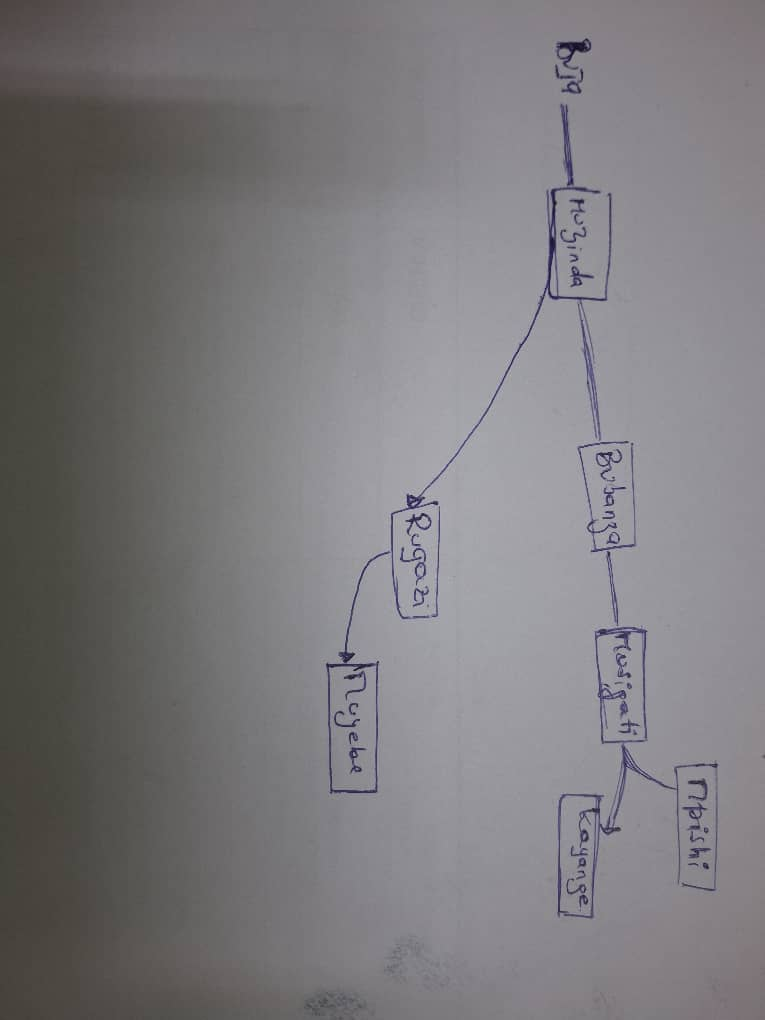 Buja
Muzinda
Bubanza
Musigati
Mpishi
Kayange
Rugazi
Muyebe